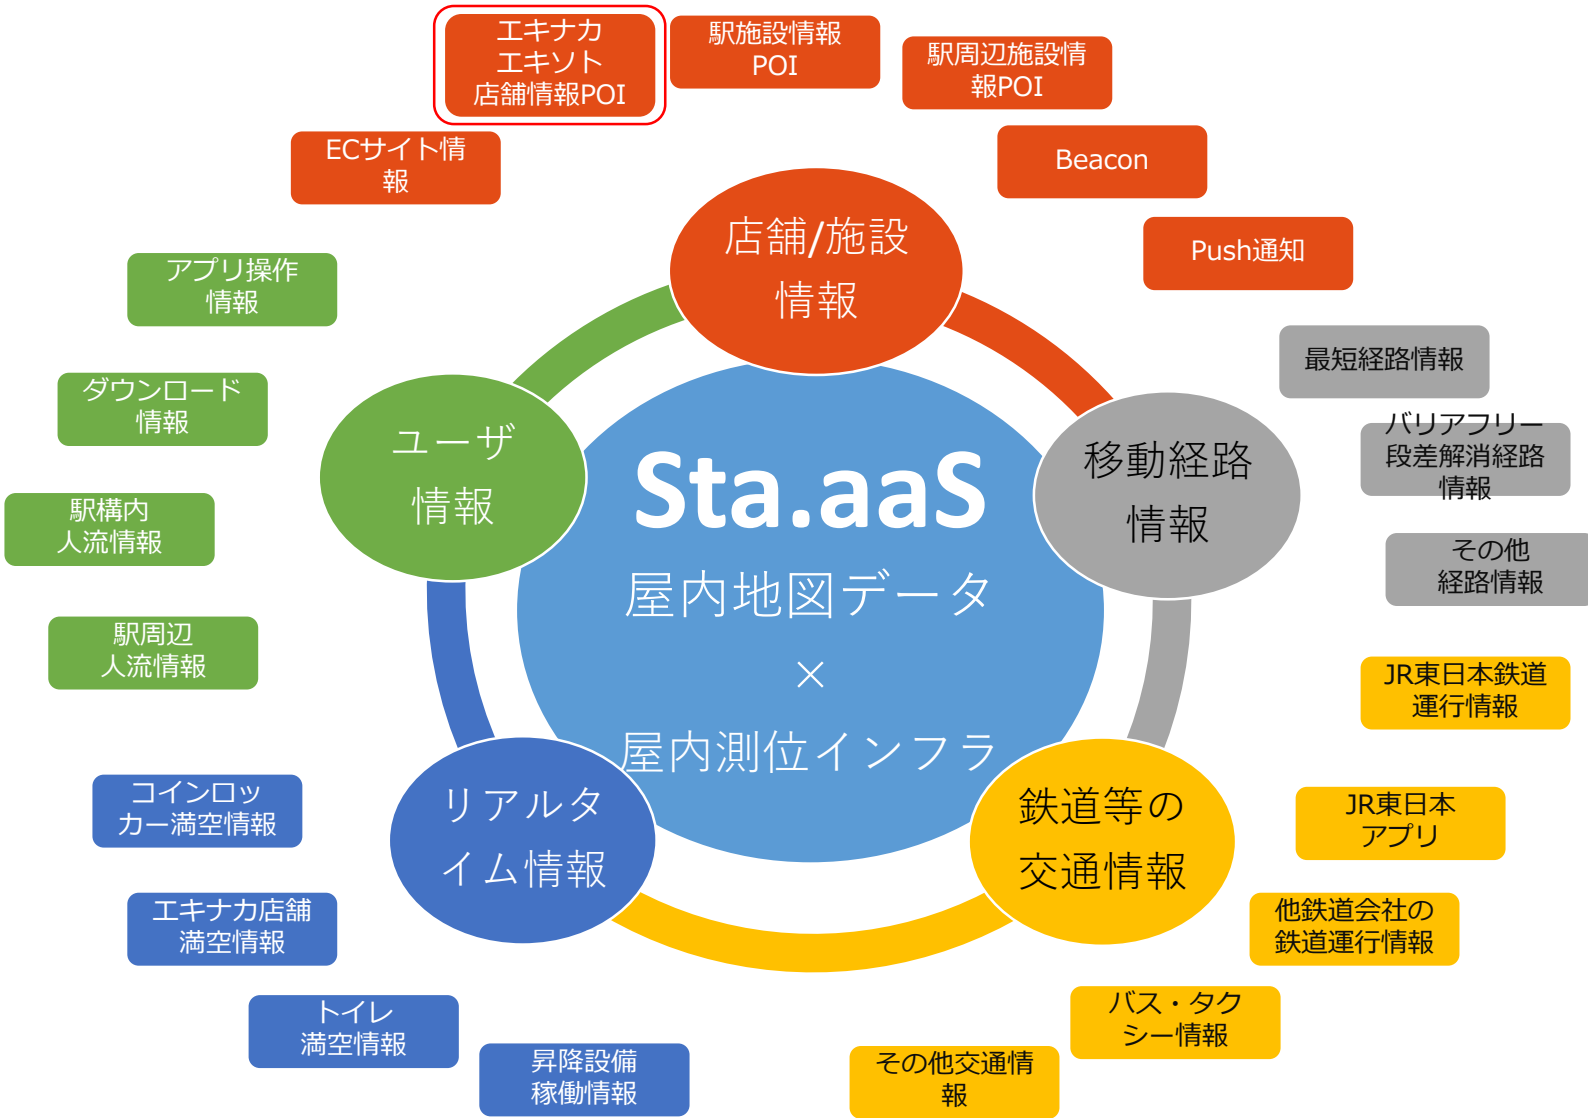 エキナカ
エキソト
店舗情報POI
駅施設情報
POI
駅周辺施設情
報POI
ECサイト情
報
Beacon
Push通知
店舗/施設
情報
アプリ操作
情報
ダウンロード
情報
駅構内
人流情報
駅周辺
人流情報
ユーザ
情報
最短経路情報
バリアフリー
段差解消経路
情報
その他
経路情報
移動経路
情報
Sta.aaS
屋内地図データ
×
屋内測位インフラ
JR東日本鉄道
運行情報
JR東日本
アプリ
他鉄道会社の
鉄道運行情報
バス・タク
シー情報
その他交通情
報
鉄道等の
交通情報
リアルタ
イム情報
コインロッ
カー満空情報
エキナカ店舗
満空情報
トイレ
満空情報
昇降設備
稼働情報